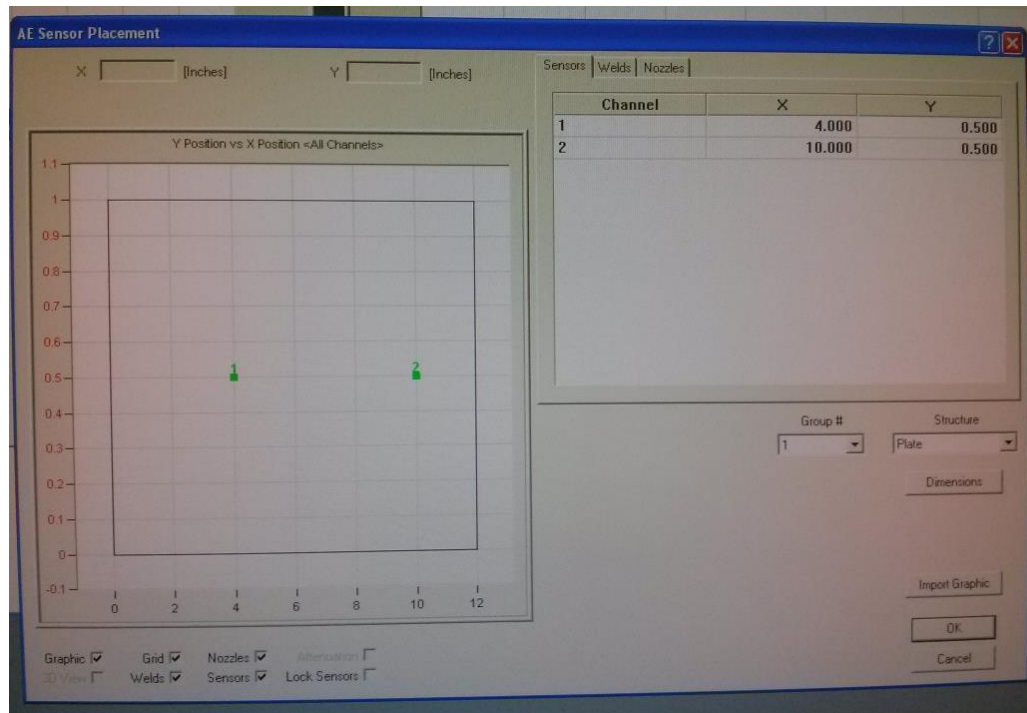 AE Sensor Placement
X [Inches] Y [Inches]
Sensors Welds Nozzles
Channel X Y
1 4.000 0.500
2 10.000 0.500
Y Position vs X Position <All Channels>
1.1
1
0.9
0.8
0.7
0.6
0.5
0.4
0.3
0.2
0.1
0
-0.1
1 2
0 2 4 6 8 10 12
Group # Structure
1 Plate
Dimensions
Import Graphic
OK
Cancel
Graphic Grid Nozzles Attenuation
3D View Welds Sensors Lock Sensors